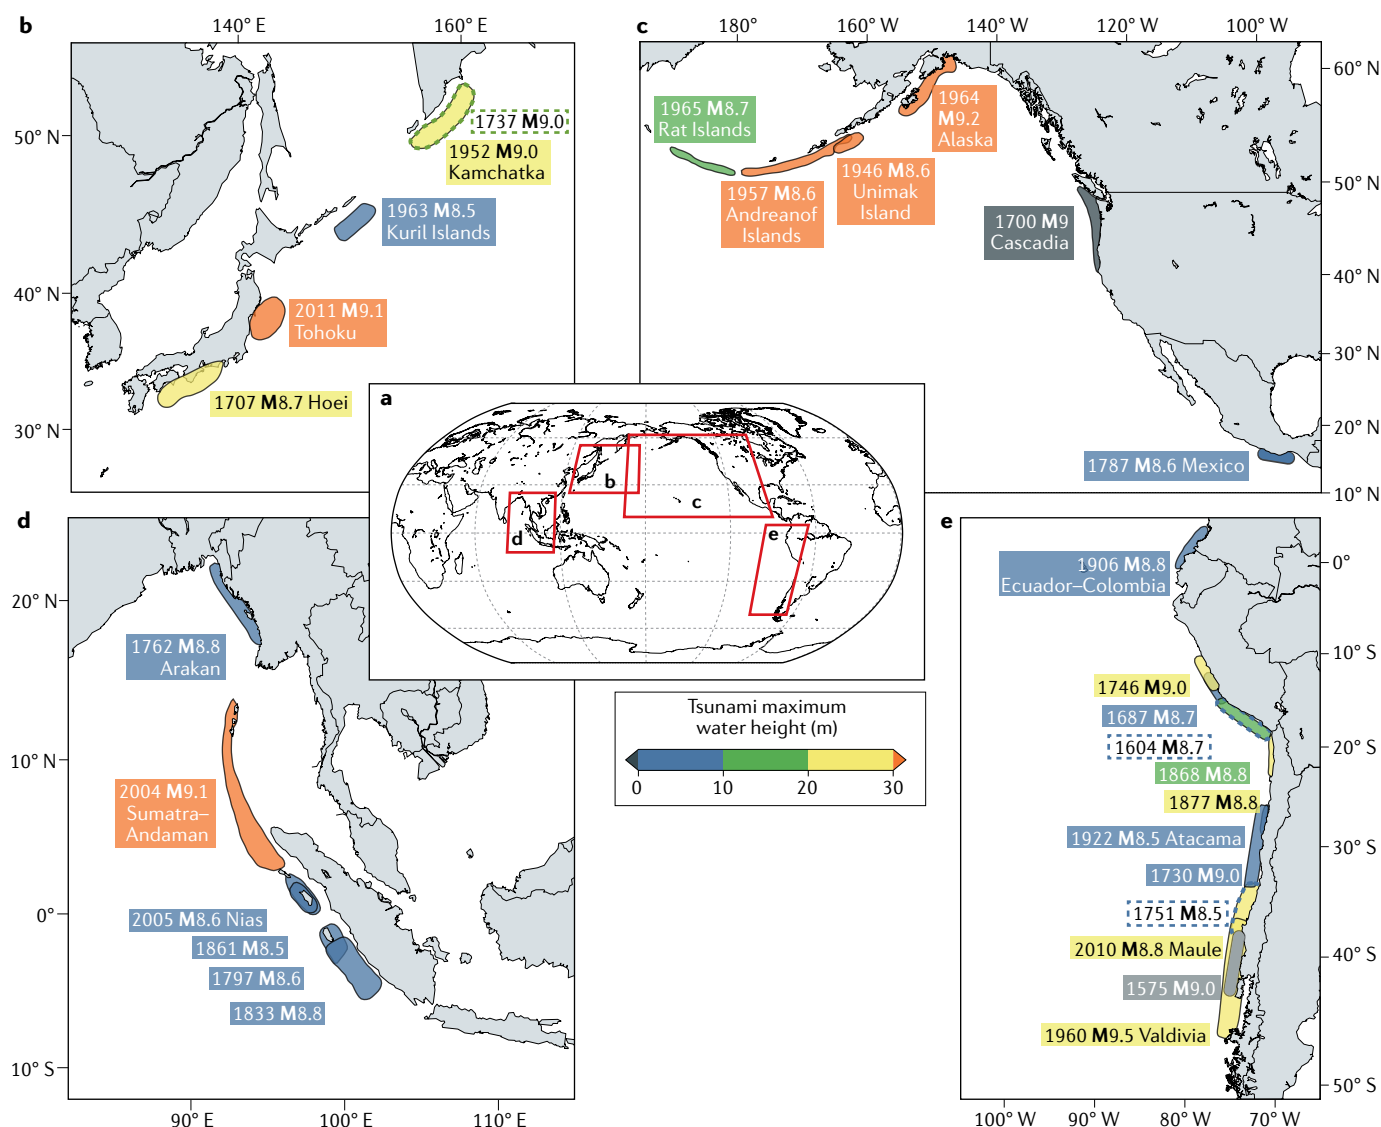 b
140° E
160° E
50° N
40° N
30° N
1737 M9.0
1952 M9.0
Kamchatka
1963 M8.5
Kuril Islands
2011 M9.1
Tohoku
1707 M8.7 Hoei
c
180°
160° W
140° W
120° W
100° W
60° N
50° N
40° N
30° N
20° N
10° N
1965 M8.7
Rat Islands
1964
M9.2
Alaska
1957 M8.6
Andreanof
Islands
1946 M8.6
Unimak
Island
1700 M9
Cascadia
1787 M8.6 Mexico
a
b
c
d
e
d
20° N
10° N
0°
10° S
90° E
100° E
110° E
1762 M8.8
Arakan
2004 M9.1
Sumatra–
Andaman
2005 M8.6 Nias
1861 M8.5
1797 M8.6
1833 M8.8
Tsunami maximum
water height (m)
0
10
20
30
e
0°
10° S
20° S
30° S
40° S
50° S
100° W
90° W
80° W
70° W
1906 M8.8
Ecuador–Colombia
1746 M9.0
1687 M8.7
1604 M8.7
1868 M8.8
1877 M8.8
1922 M8.5 Atacama
1730 M9.0
1751 M8.5
2010 M8.8 Maule
1575 M9.0
1960 M9.5 Valdivia